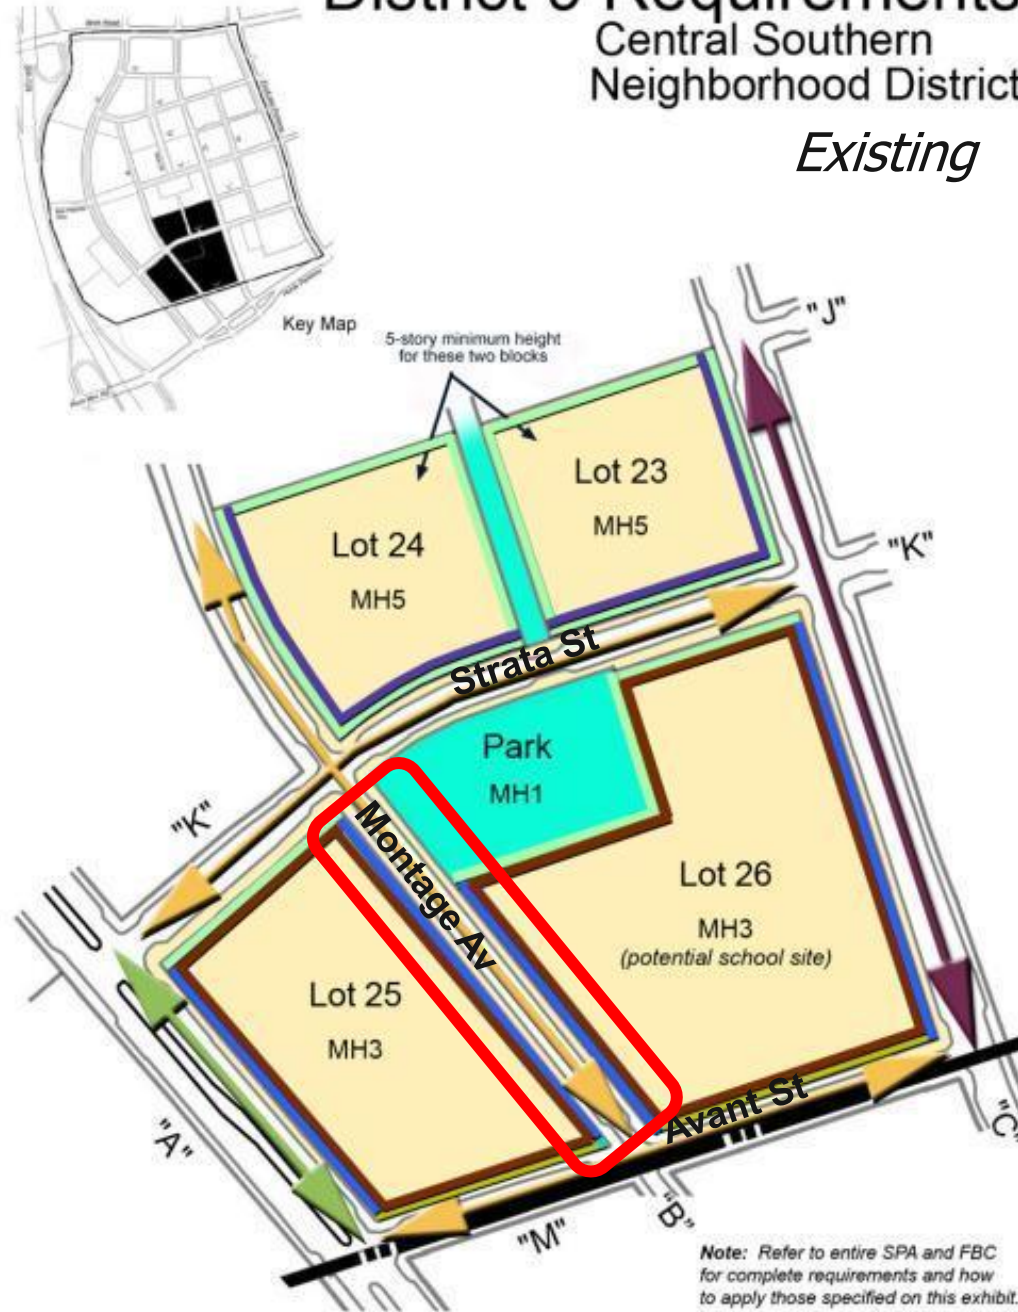 District 6 Requirements
Central Southern
Neighborhood District
Existing
Key Map
5-story minimum height
for these two blocks
"J"
Lot 23
MH5
Lot 24
MH5
"K"
Strata St
Park
MH1
"K"
Montage Av
Lot 26
MH3
(potential school site)
Lot 25
MH3
Avant St
"A"
"C"
"B"
"M"
Note: Refer to entire SPA and FBC
for complete requirements and how
to apply those specified on this exhibit.